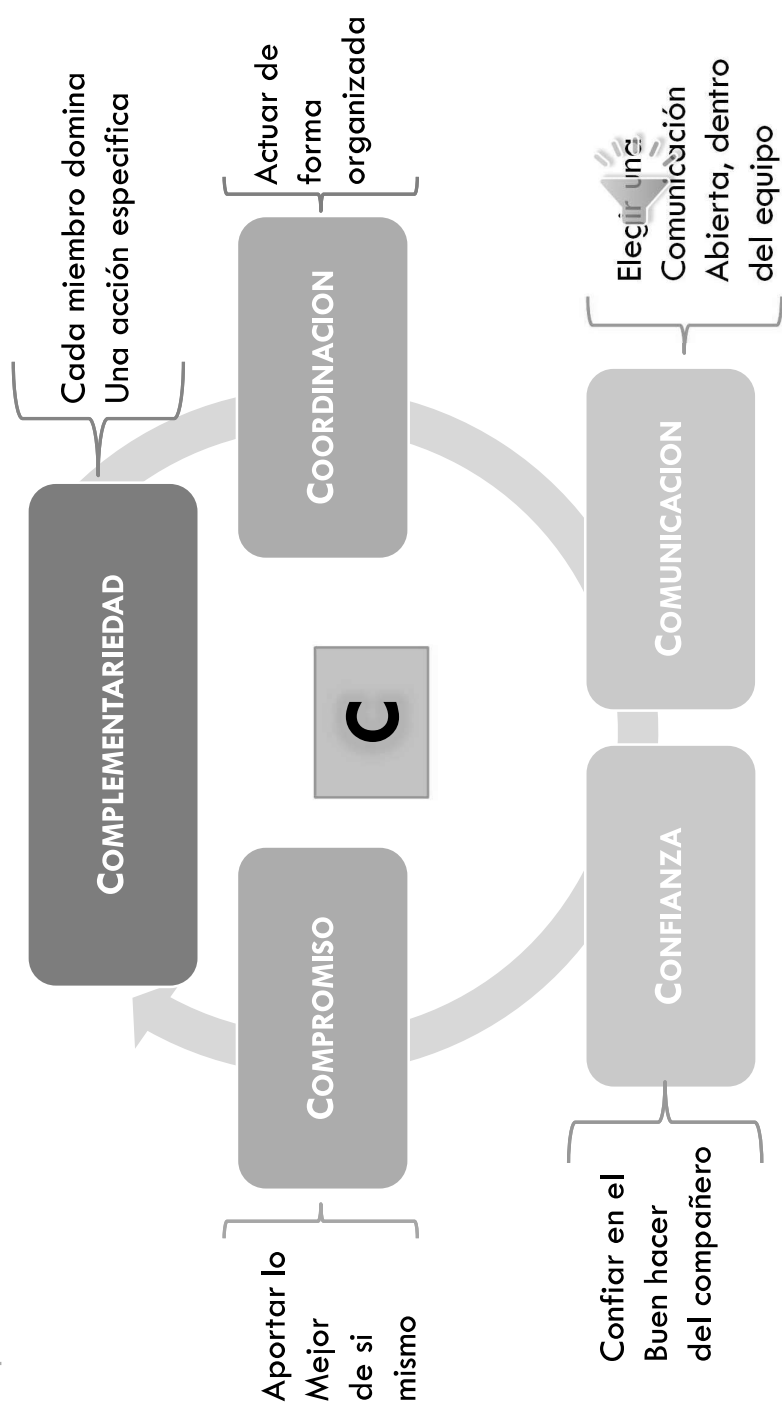 COMPLEMENTARIEDAD
Cada miembro domina
Una acción especifica
COORDINACION
Actuar de
forma
organizada
COMUNICACION
Elegir una
Comunicación
Abierta, dentro
del equipo
CONFIANZA
Confiar en el
Buen hacer
del compañero
COMPROMISO
Aportar lo
Mejor
de si
mismo
C